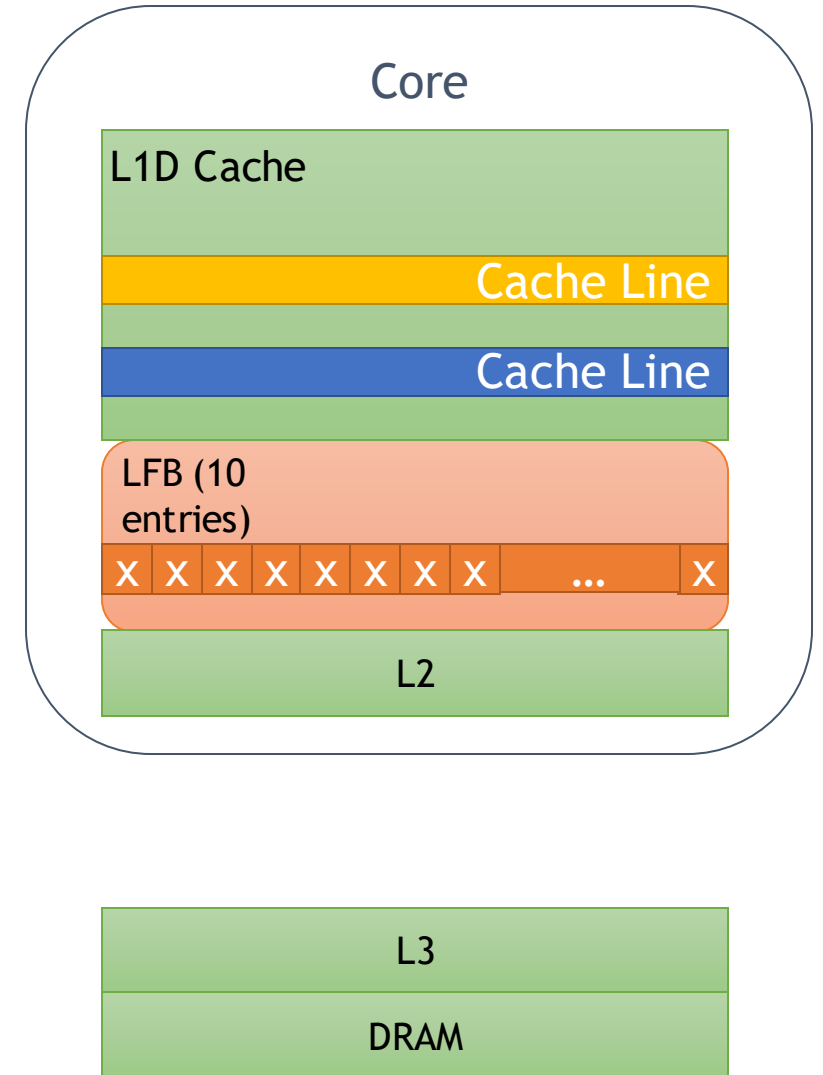 Core
L1D Cache
Cache Line
Cache Line
LFB (10
entries)
X X X X X X X X ... X
L2
L3
DRAM